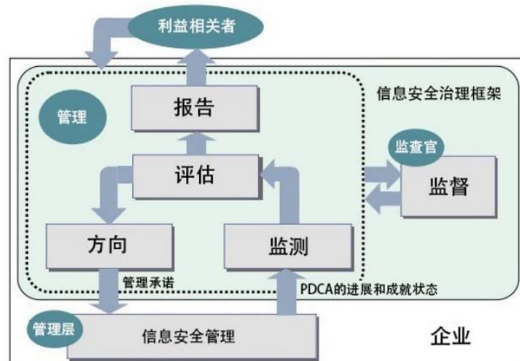 利益相关者
信息安全治理框架
管理
报告
监查官
评估
监督
方向
监测
管理承诺
PDCA的进展和成就状态
管理层
信息安全管理
企业